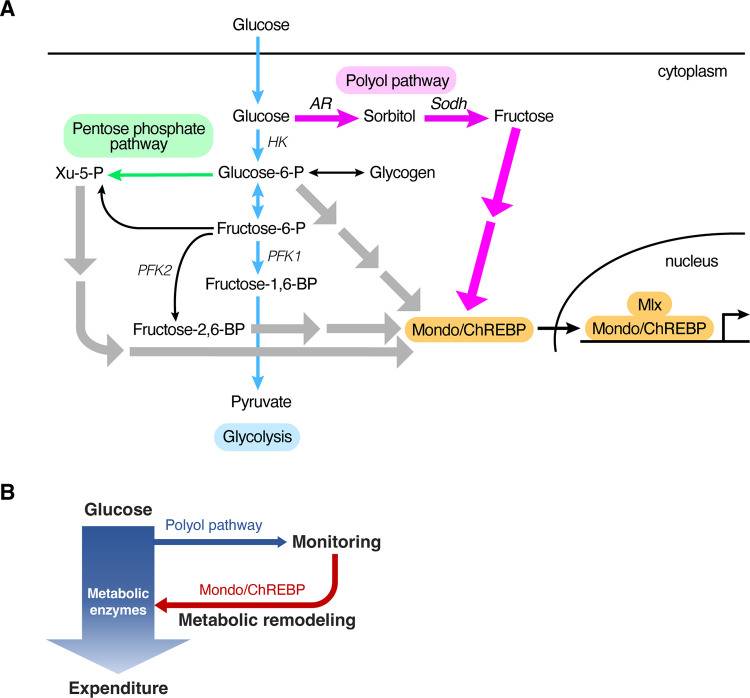 A
Glucose
cytoplasm
Polyol pathway
Glucose
AR
Sorbitol
Sodh
Fructose
Pentose phosphate
pathway
HK
Xu-5-P
Glucose-6-P
Glycogen
Fructose-6-P
PFK2
PFK1
Fructose-1,6-BP
nucleus
Mlx
Fructose-2,6-BP
Mondo/ChREBP
Mondo/ChREBP
Pyruvate
Glycolysis
B
Glucose
Polyol pathway
Monitoring
Metabolic
enzymes
Mondo/ChREBP
Metabolic remodeling
Expenditure